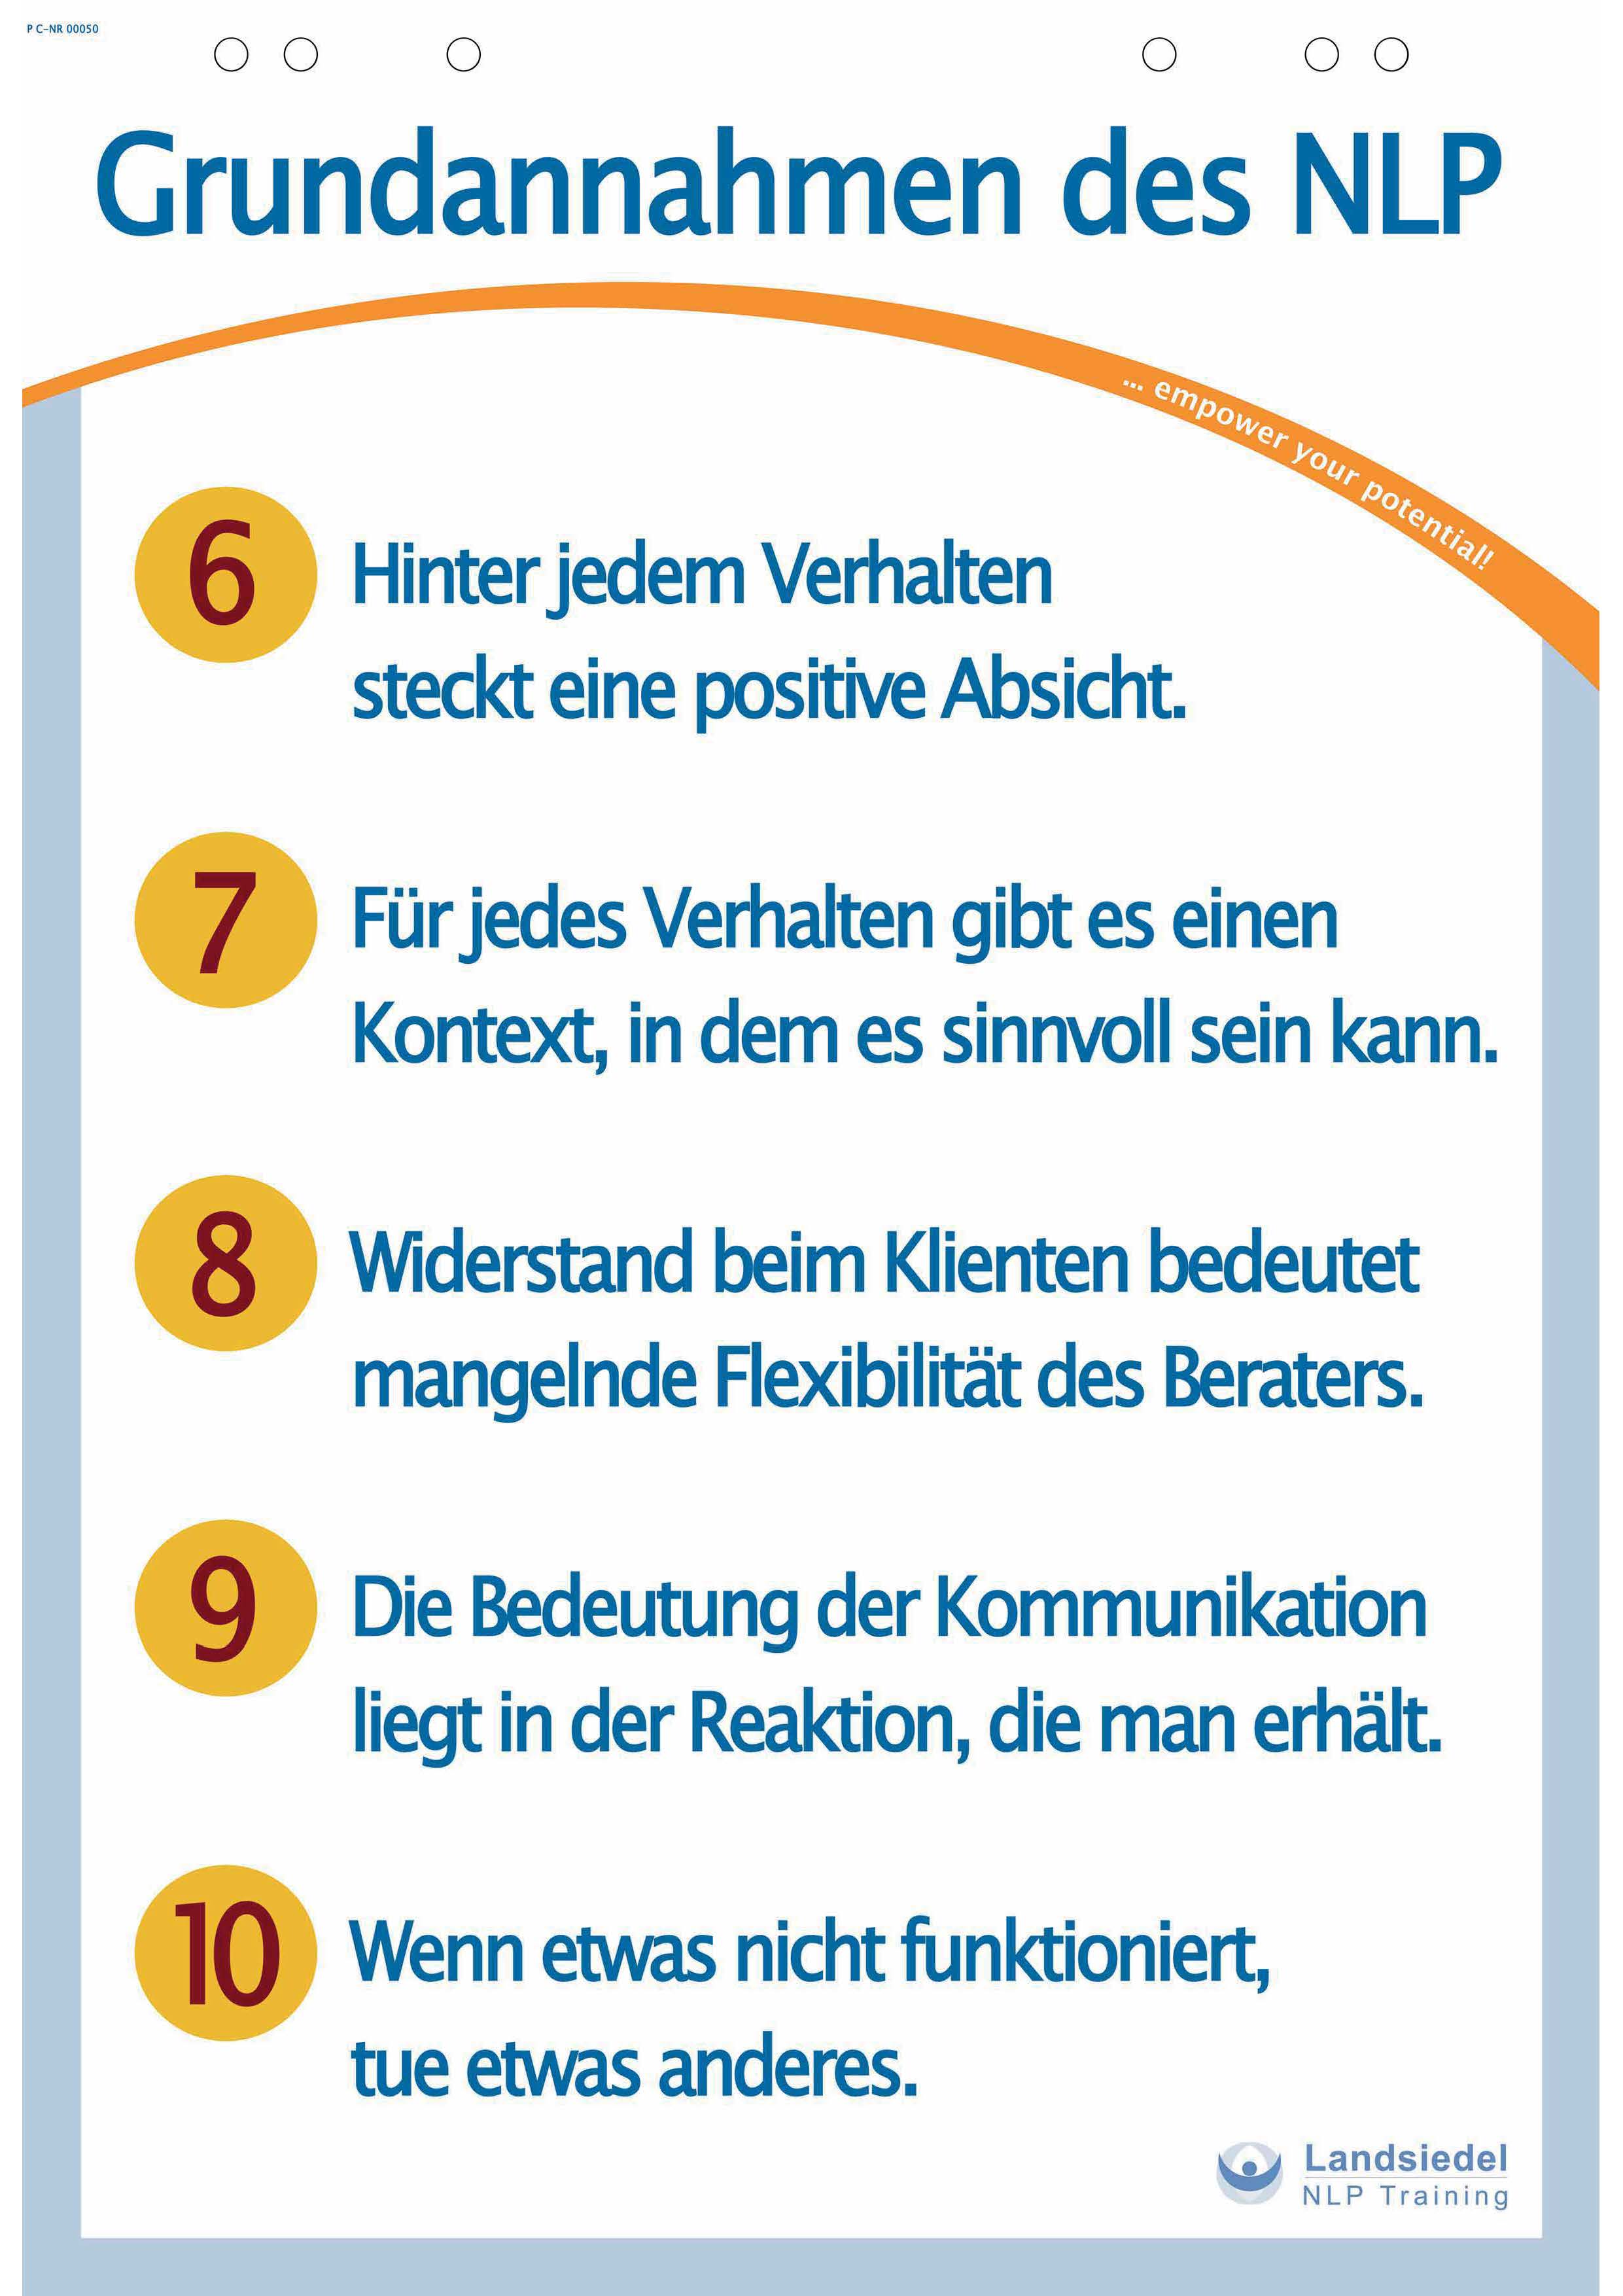 P C-NR 00050
Grundannahmen des NLP
... empower your potential!
6 Hinter jedem Verhalten
steckt eine positive Absicht.
7 Für jedes Verhalten gibt es einen
Kontext, in dem es sinnvoll sein kann.
8 Widerstand beim Klienten bedeutet
mangelnde Flexibilität des Beraters.
9 Die Bedeutung der Kommunikation
liegt in der Reaktion, die man erhält.
10 Wenn etwas nicht funktioniert,
tue etwas anderes.
Landsiedel
NLP Training